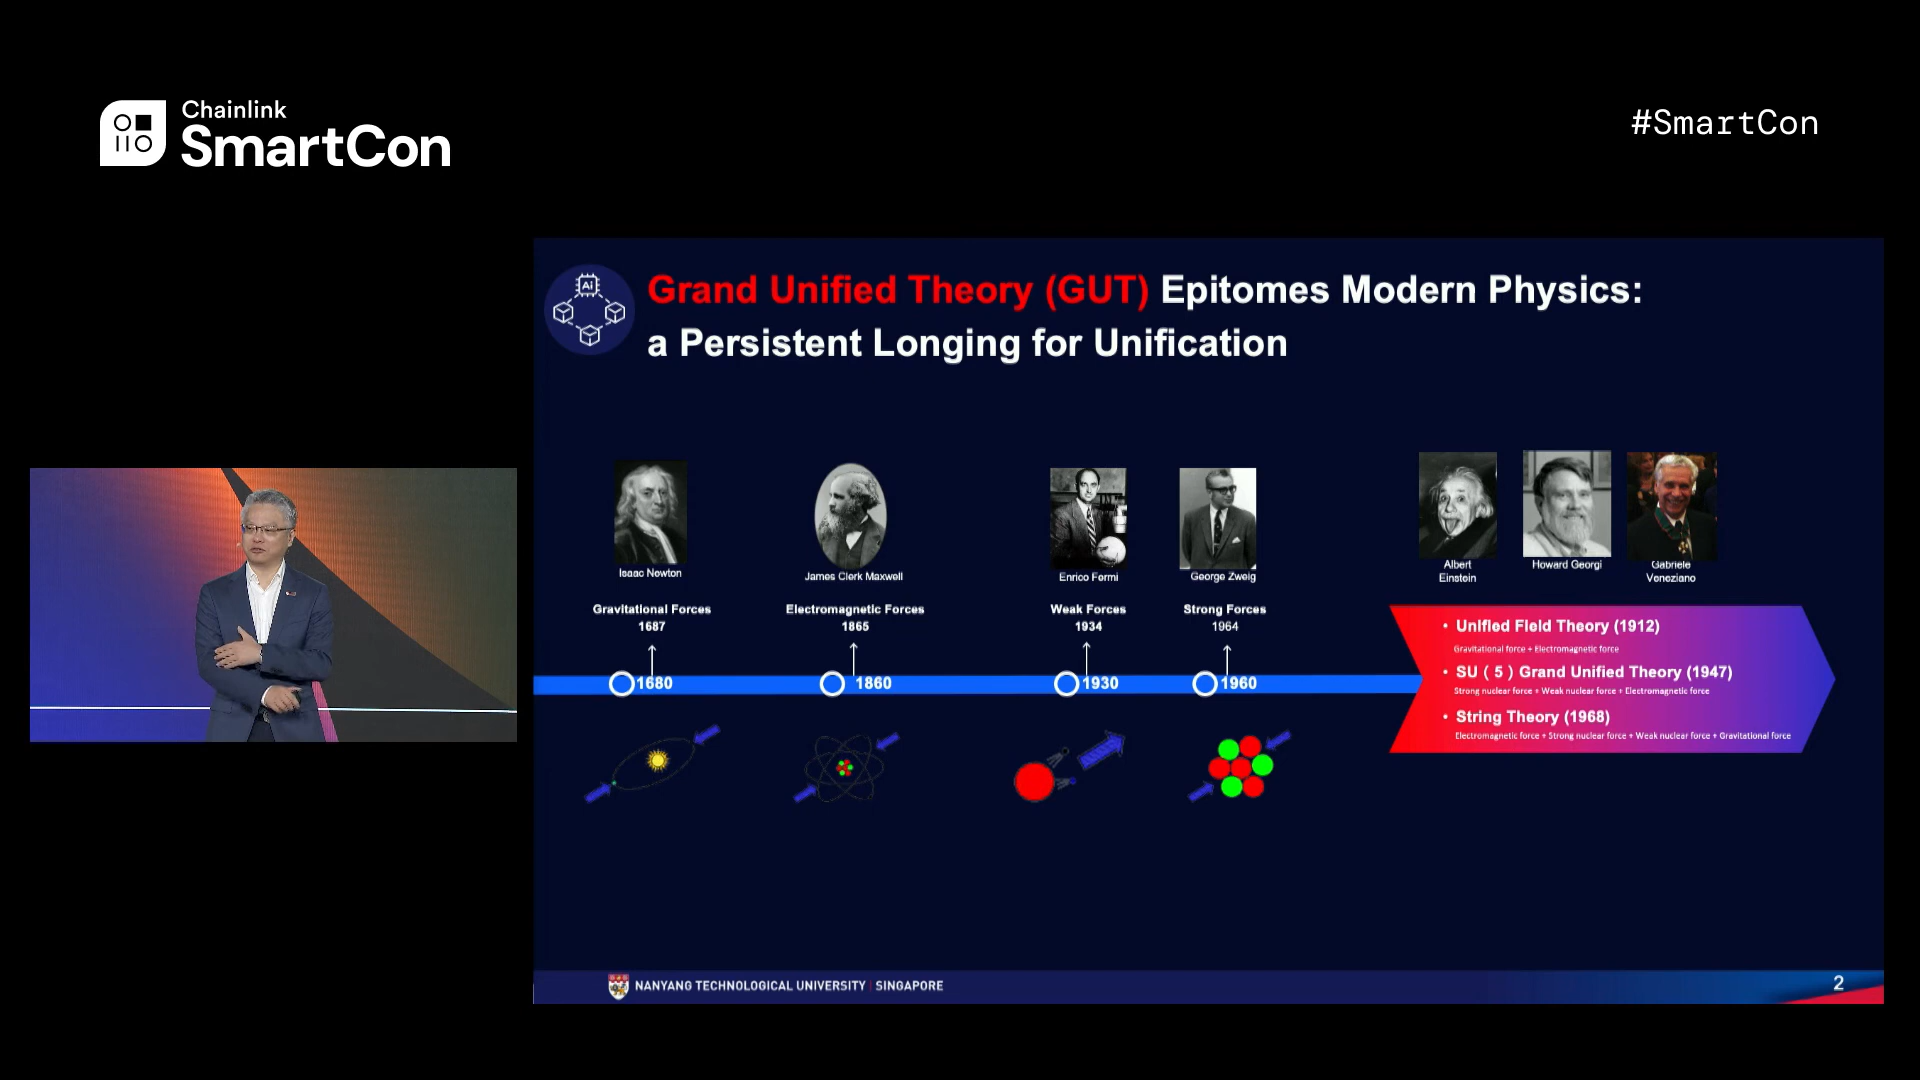 Chainlink
SmartCon
#SmartCon
Ai
Grand Unified Theory (GUT) Epitomes Modern Physics:
a Persistent Longing for Unification
Isaac Newton
James Clerk Maxwell
Enrico Fermi
George Zweig
Albert
Einstein
Howard Georgi
Gabriele
Veneziano
Gravitational Forces
1687
Electromagnetic Forces
1865
Weak Forces
1934
Strong Forces
1964
1680
1860
1930
1960
• Unified Field Theory (1912)
Gravitational force + Electromagnetic force
• SU ( 5 ) Grand Unified Theory (1947)
Strong nuclear force + Weak nuclear force + Electromagnetic force
• String Theory (1968)
Electromagnetic force + Strong nuclear force + Weak nuclear force + Gravitational force
NANYANG TECHNOLOGICAL UNIVERSITY | SINGAPORE
2